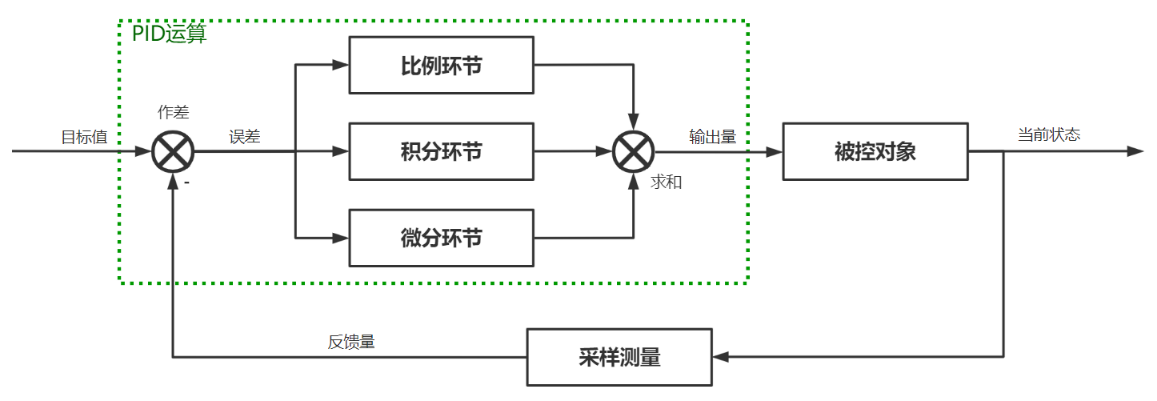 PID运算
作差
目标值
误差
-
比例环节
积分环节
微分环节
求和
输出量
被控对象
当前状态
反馈量
采样测量